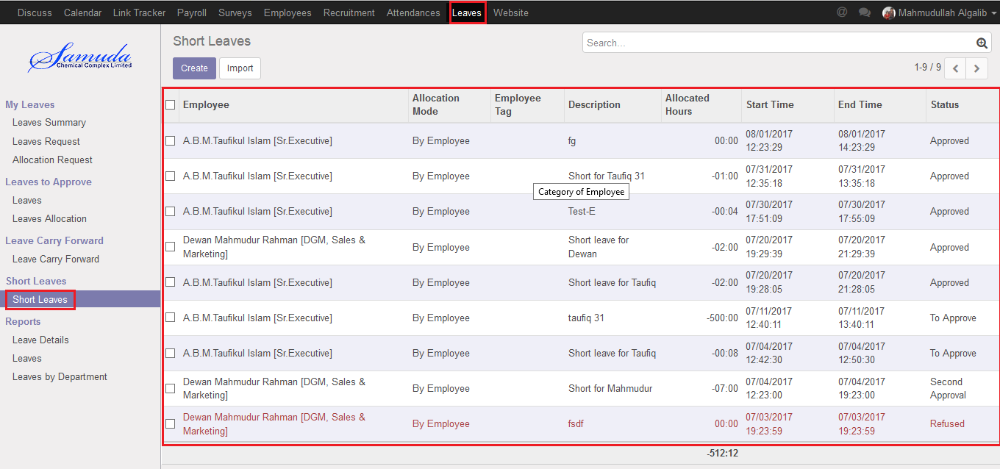 Discuss Calendar Link Tracker Payroll Surveys Employees Recruitment Attendances Leaves Website @ Mahmudullah Algalib
Samuda
Chemical Complex Limited
My Leaves
Leaves Summary
Leaves Request
Allocation Request
Leaves to Approve
Leaves
Leaves Allocation
Leave Carry Forward
Leave Carry Forward
Short Leaves
Short Leaves
Reports
Leave Details
Leaves
Leaves by Department
Short Leaves
Search...
Create Import
1-9 / 9
Employee Allocation Mode Employee Tag Description Allocated Hours Start Time End Time Status
A.B.M.Taufikul Islam [Sr.Executive] By Employee fg 00:00 08/01/2017 12:23:29 08/01/2017 14:23:29 Approved
A.B.M.Taufikul Islam [Sr.Executive] By Employee Short for Taufiq 31 -01:00 07/31/2017 12:35:18 07/31/2017 13:35:18 Approved
Category of Employee
A.B.M.Taufikul Islam [Sr.Executive] By Employee Test-E -00:04 07/30/2017 17:51:09 07/30/2017 17:55:09 Approved
Dewan Mahmudur Rahman [DGM, Sales & Marketing] By Employee Short leave for Dewan -02:00 07/20/2017 19:29:39 07/20/2017 21:29:39 Approved
A.B.M.Taufikul Islam [Sr.Executive] By Employee Short leave for Taufiq -02:00 07/20/2017 19:28:05 07/20/2017 21:28:05 Approved
A.B.M.Taufikul Islam [Sr.Executive] By Employee taufiq 31 -500:00 07/11/2017 12:40:11 07/11/2017 13:40:11 To Approve
A.B.M.Taufikul Islam [Sr.Executive] By Employee Short leave for Taufiq -00:08 07/04/2017 12:42:30 07/04/2017 12:50:30 To Approve
Dewan Mahmudur Rahman [DGM, Sales & Marketing] By Employee Short for Mahmudur -07:00 07/04/2017 12:23:00 07/04/2017 19:23:00 Second Approval
Dewan Mahmudur Rahman [DGM, Sales & Marketing] By Employee fsdf 00:00 07/03/2017 19:23:59 07/03/2017 19:23:59 Refused
-512:12